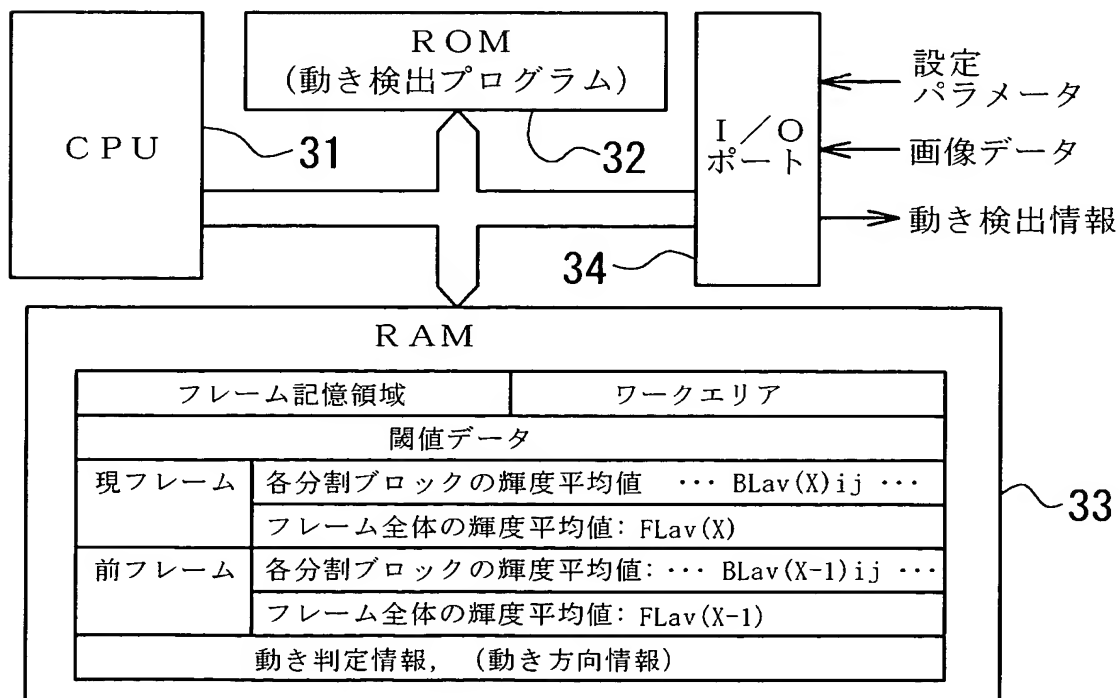 ＣＰＵ
31
ＲＯＭ
(動き検出プログラム)
32
Ｉ／Ｏ
ポート
34
設定
パラメータ
画像データ
動き検出情報
ＲＡＭ
33
フレーム記憶領域
ワークエリア
閾値データ
現フレーム
各分割ブロックの輝度平均値 … BLav(X)ij …
フレーム全体の輝度平均値: FLav(X)
前フレーム
各分割ブロックの輝度平均値: … BLav(X-1)ij …
フレーム全体の輝度平均値: FLav(X-1)
動き判定情報, (動き方向情報)